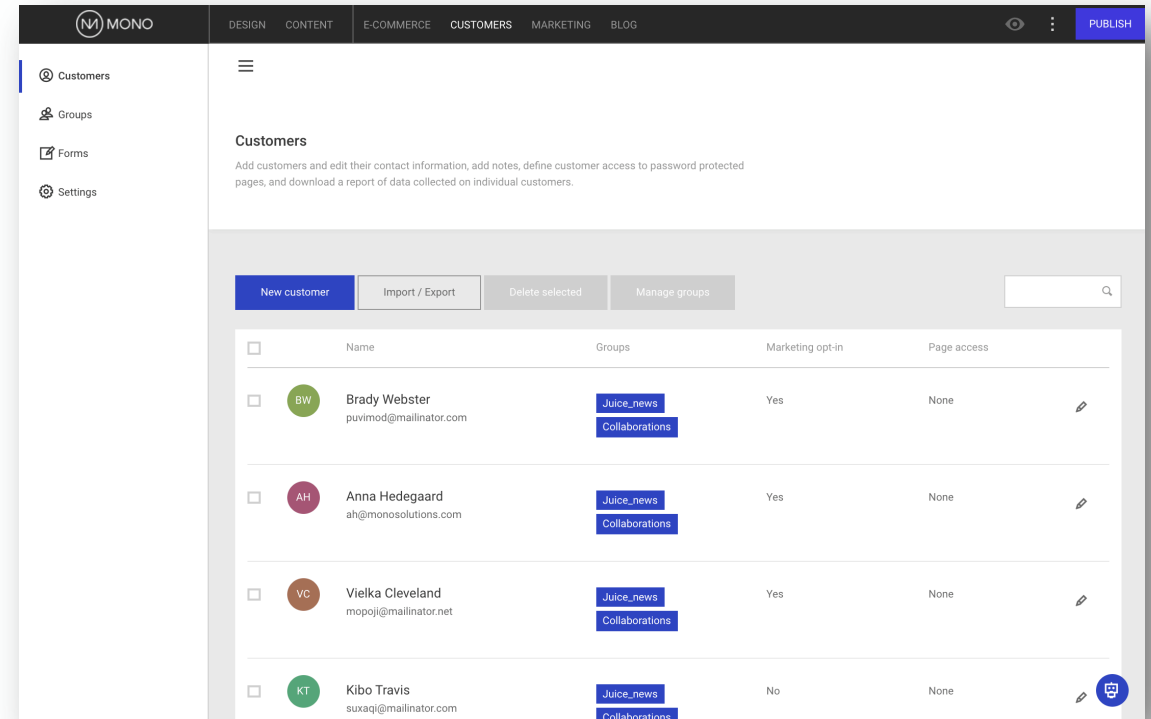 MONO
DESIGN CONTENT E-COMMERCE CUSTOMERS MARKETING BLOG PUBLISH
Customers
Groups
Forms
Settings
Customers
Add customers and edit their contact information, add notes, define customer access to password protected
pages, and download a report of data collected on individual customers.
New customer Import / Export Delete selected Manage groups
Name Groups Marketing opt-in Page access
BW Brady Webster Juice_news Yes None
puvimod@mailinator.com Collaborations
AH Anna Hedegaard Juice_news Yes None
ah@monosolutions.com Collaborations
VC Vielka Cleveland Juice_news Yes None
mopoji@mailinator.net Collaborations
KT Kibo Travis Juice_news No None
suxaqi@mailinator.com Collaborations